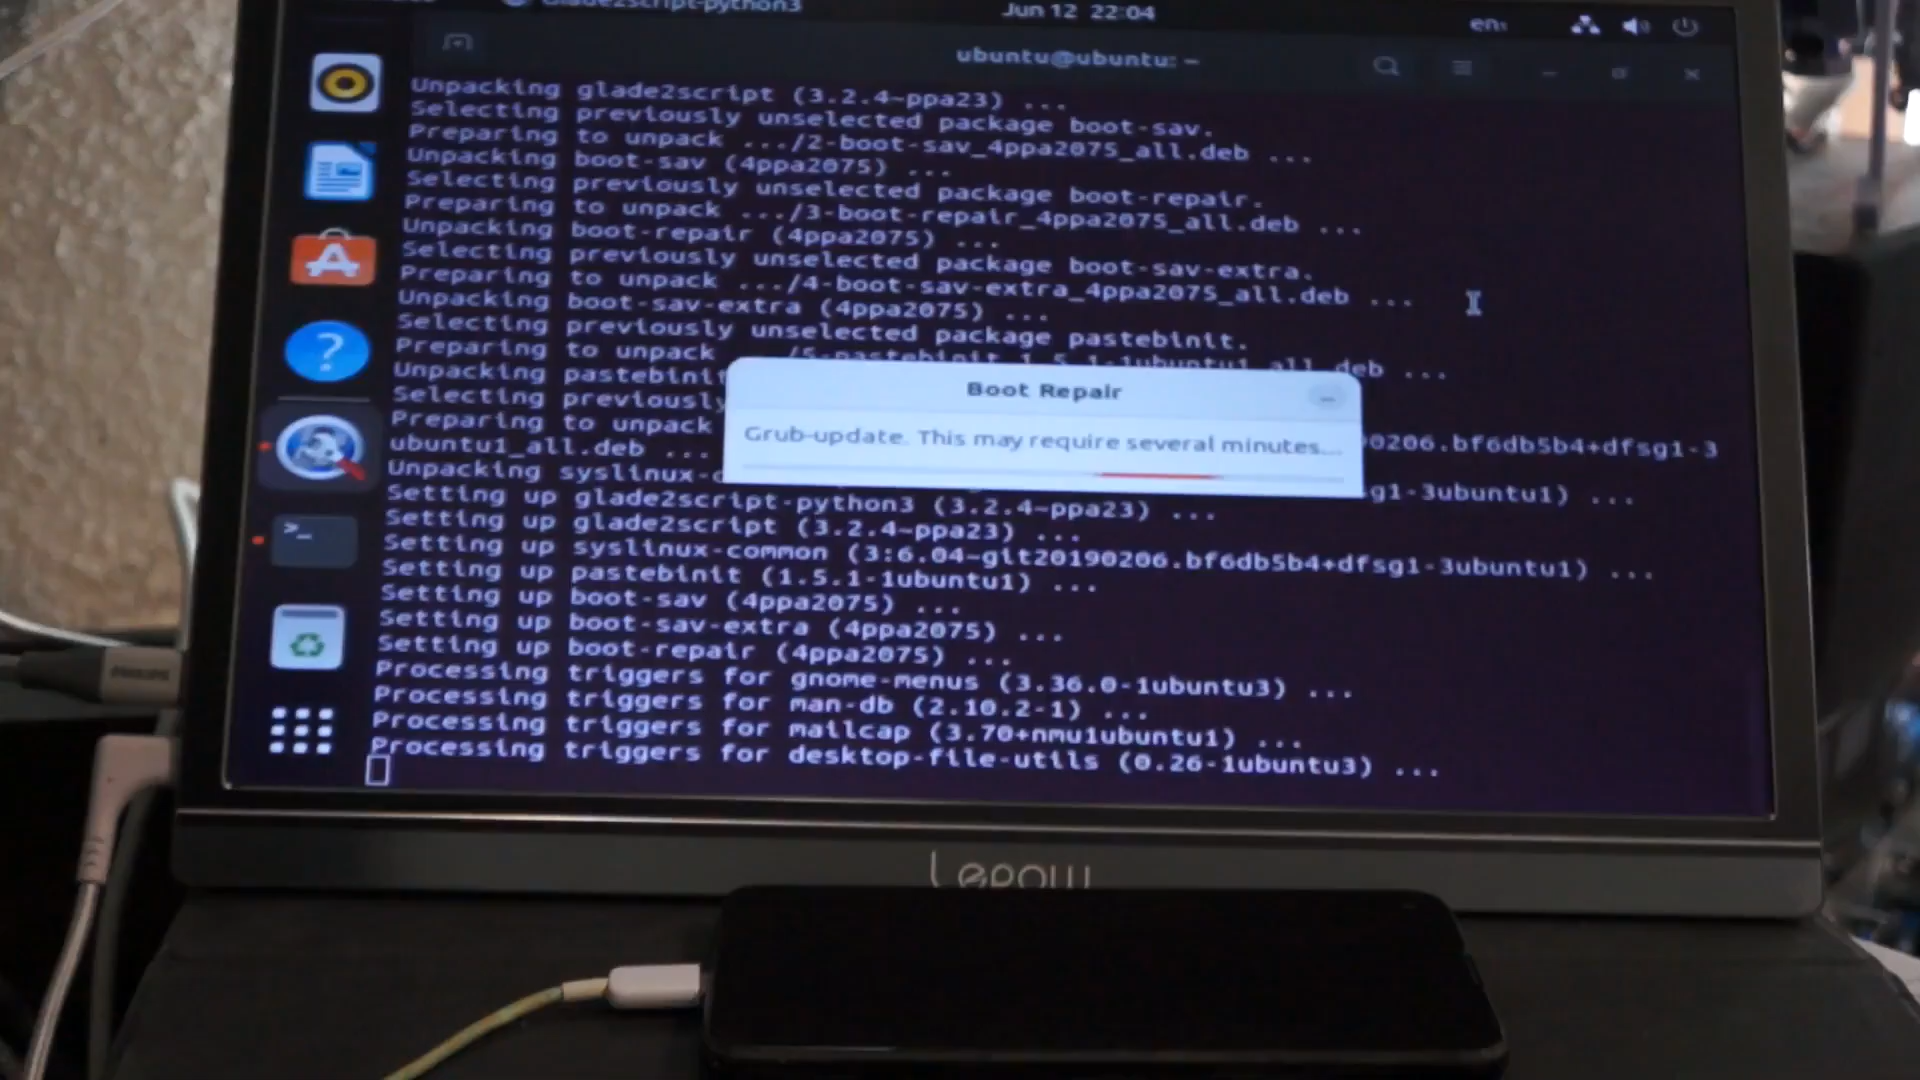 Glade2script-python3
Jun 12 22:04
en
ubuntu@ubuntu: ~
Unpacking glade2script (3.2.4~ppa23) ...
Selecting previously unselected package boot-sav.
Preparing to unpack .../2-boot-sav_4ppa2075_all.deb ...
Unpacking boot-sav (4ppa2075) ...
Selecting previously unselected package boot-repair.
Preparing to unpack .../3-boot-repair_4ppa2075_all.deb ...
Unpacking boot-repair (4ppa2075) ...
Selecting previously unselected package boot-sav-extra.
Preparing to unpack .../4-boot-sav-extra_4ppa2075_all.deb ...
Unpacking boot-sav-extra (4ppa2075) ...
Selecting previously unselected package pastebinit.
Preparing to unpack .../5-pastebinit_1.5.1-1ubuntu1_all.deb ...
Unpacking pastebinit
Selecting previously
Preparing to unpack
0206.bf6db5b4+dfsg1-3
ubuntu1_all.deb ...
Unpacking syslinux-c
g1-3ubuntu1) ...
Boot Repair
Grub-update. This may require several minutes...
Setting up glade2script-python3 (3.2.4~ppa23) ...
Setting up glade2script (3.2.4~ppa23) ...
Setting up syslinux-common (3:6.04~git20190206.bf6db5b4+dfsg1-3ubuntu1) ...
Setting up pastebinit (1.5.1-1ubuntu1) ...
Setting up boot-sav (4ppa2075) ...
Setting up boot-sav-extra (4ppa2075) ...
Setting up boot-repair (4ppa2075) ...
Processing triggers for gnome-menus (3.36.0-1ubuntu3) ...
Processing triggers for man-db (2.10.2-1) ...
Processing triggers for mailcap (3.70+nmu1ubuntu1) ...
Processing triggers for desktop-file-utils (0.26-1ubuntu3) ...
Lepow